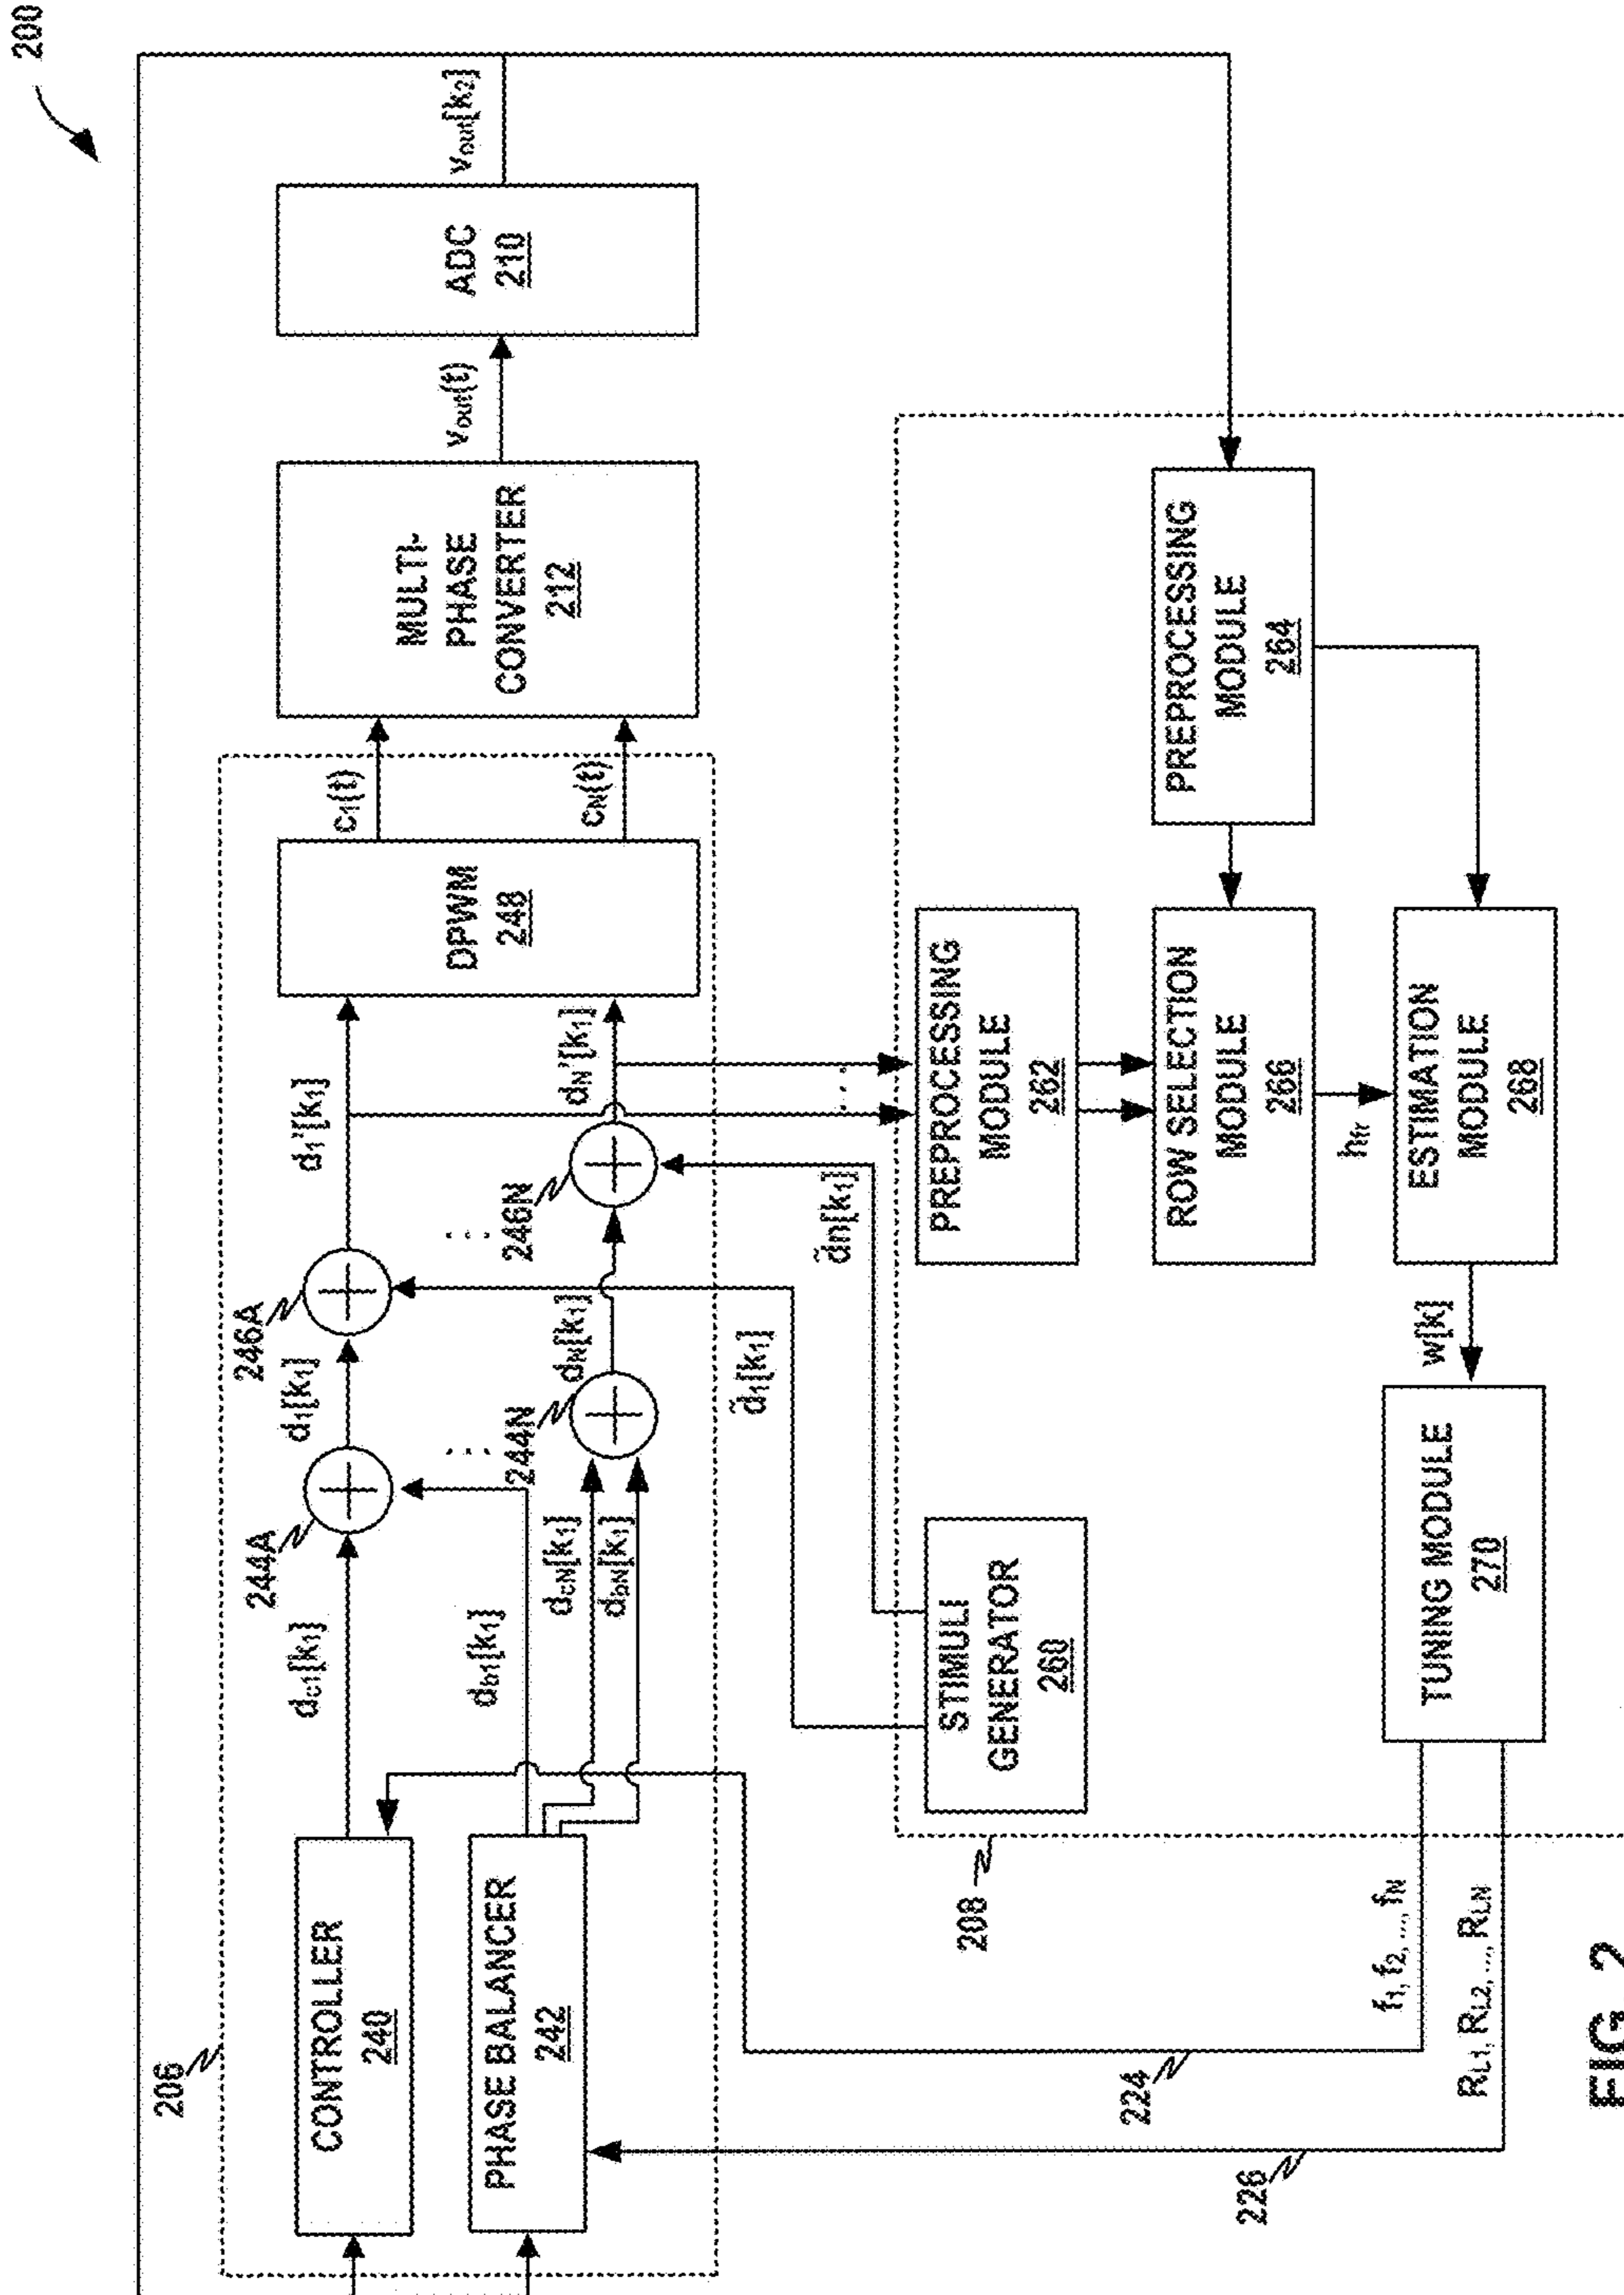 200
206
CONTROLLER
240
PHASE BALANCER
242
dc1[k1]
db1[k1]
dcN[k1]
dbN[k1]
244A
244N
d1[k1]
dN[k1]
246A
246N
d1'[k1]
dN'[k1]
DPWM
248
c1(t)
cN(t)
MULTI-
PHASE
CONVERTER
212
vout(t)
ADC
210
vout[k2]
d̃1[k1]
d̃n[k1]
208
STIMULI
GENERATOR
260
PREPROCESSING
MODULE
262
PREPROCESSING
MODULE
264
ROW SELECTION
MODULE
266
hfr
ESTIMATION
MODULE
268
w[k]
TUNING MODULE
270
f1, f2, ..., fN
RL1, RL2, ..., RLN
224
226
FIG. 2